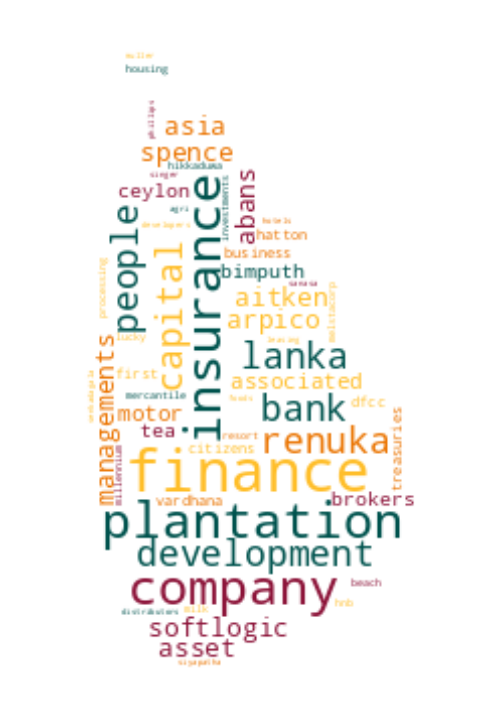 muller
housing
phillips
asia
spence
hikkaduwa
singer
ceylon
insurance
investments
abans
people
agri
developers
hotels
hatton
capital
business
bimputh
processing
sanasa
aitken
arpico
lucky
managements
leasing
lanka
first
associated
mercantile
foods
bank
dfcc
motor
treasuries
tea
resort
renuka
citizens
millennium
finance
vardhana
brokers
plantation
development
company
beach
hnb
distributors
milk
softlogic
asset
siyapatha